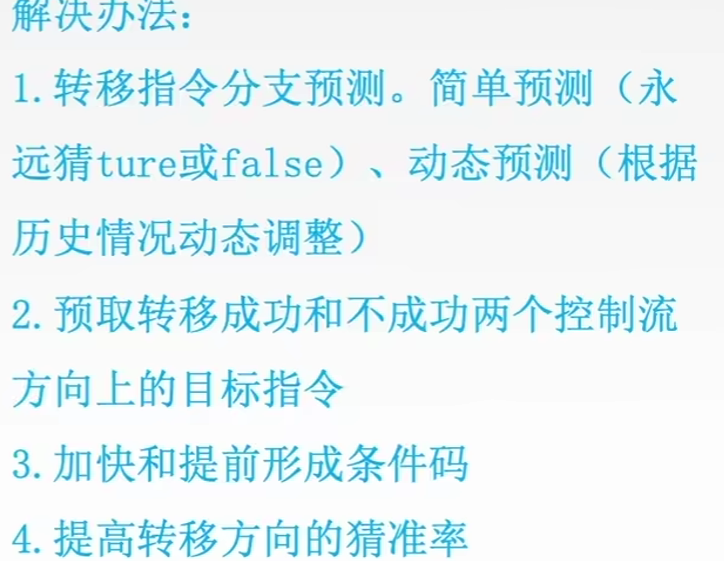 解决办法：
1.转移指令分支预测。简单预测（永
远猜ture或false）、动态预测（根据
历史情况动态调整）
2.预取转移成功和不成功两个控制流
方向上的目标指令
3.加快和提前形成条件码
4.提高转移方向的猜准率